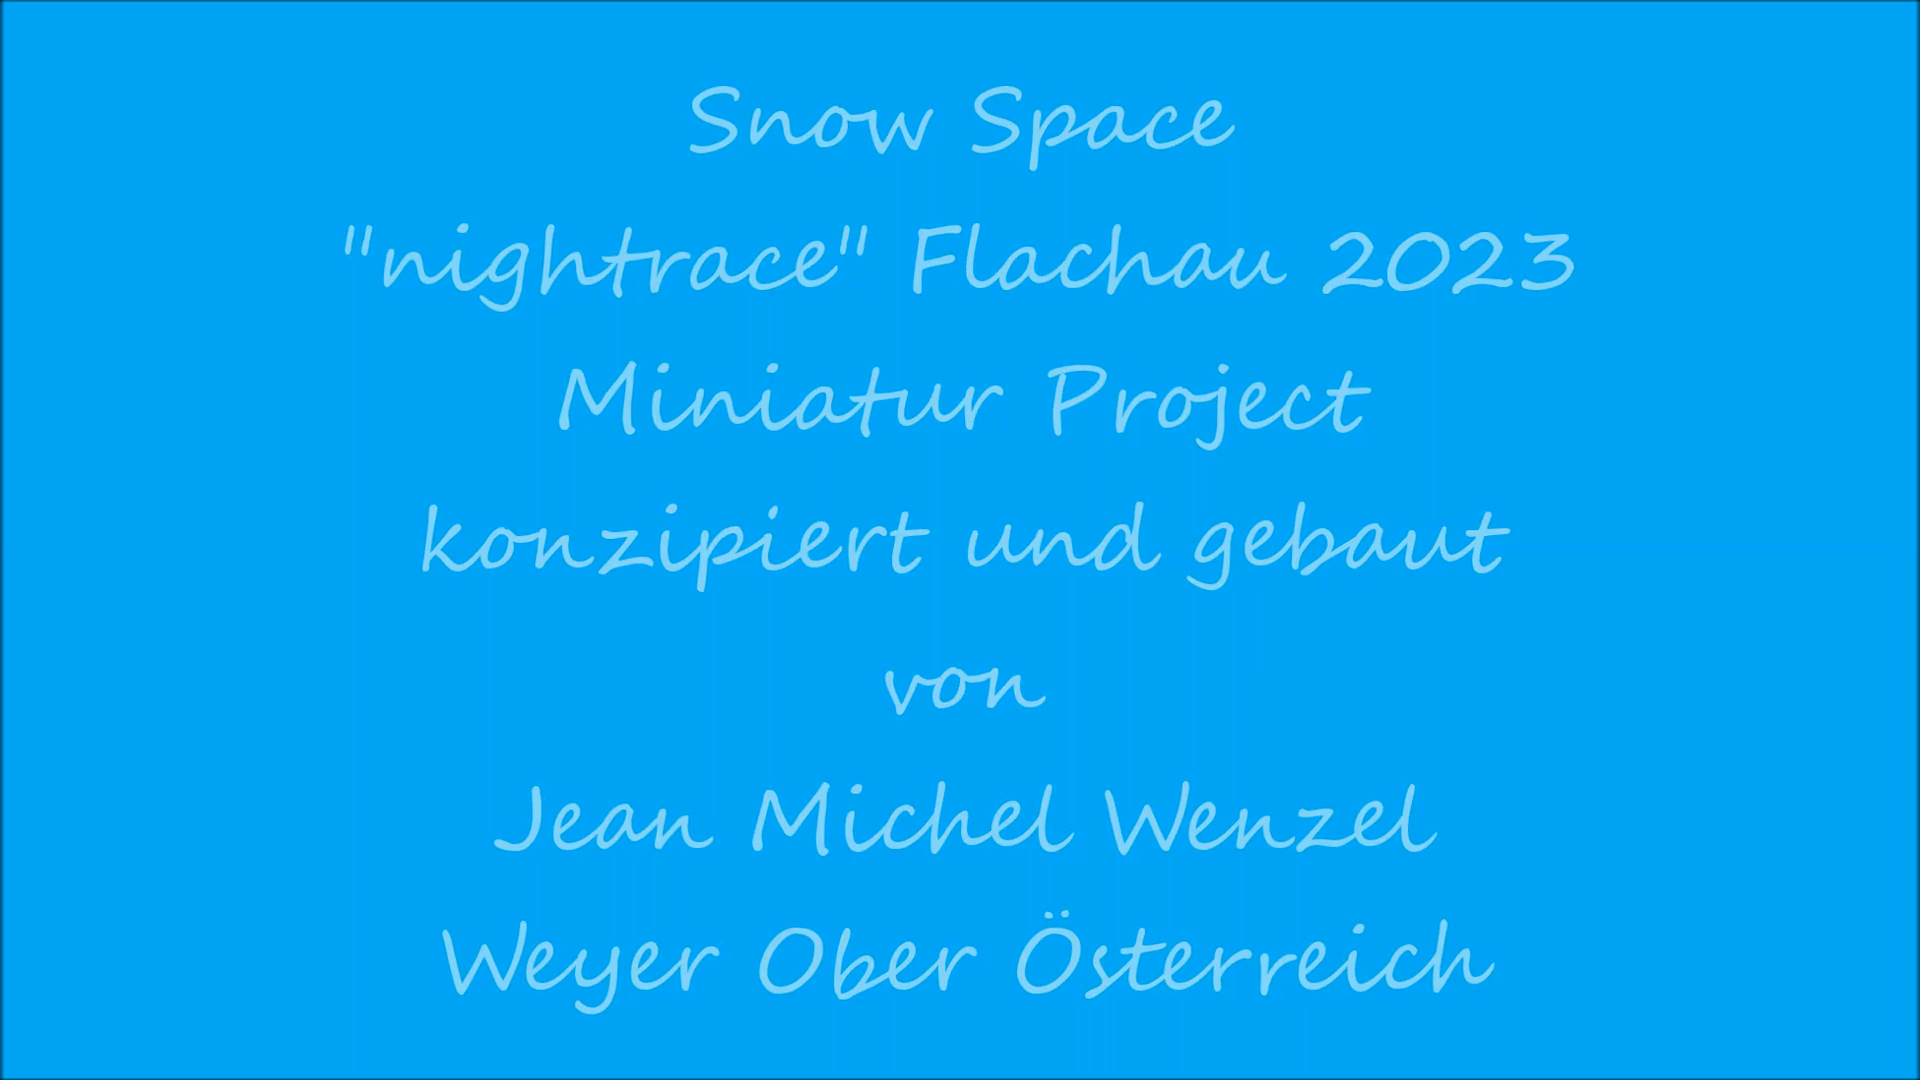 Snow Space
"nightrace" Flachau 2023
Miniatur Project
konzipiert und gebaut
von
Jean Michel Wenzel
Weyer Ober Österreich